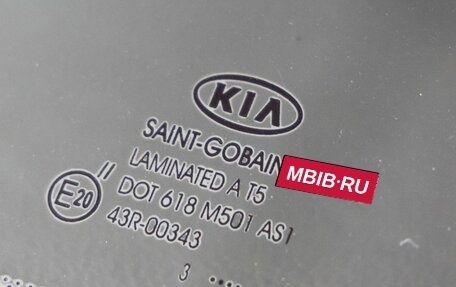 KIA
SAINT-GOBAIN
MBIB·RU
LAMINATED A T5
II
DOT 618 M501 AS1
E20
43R-00343
3